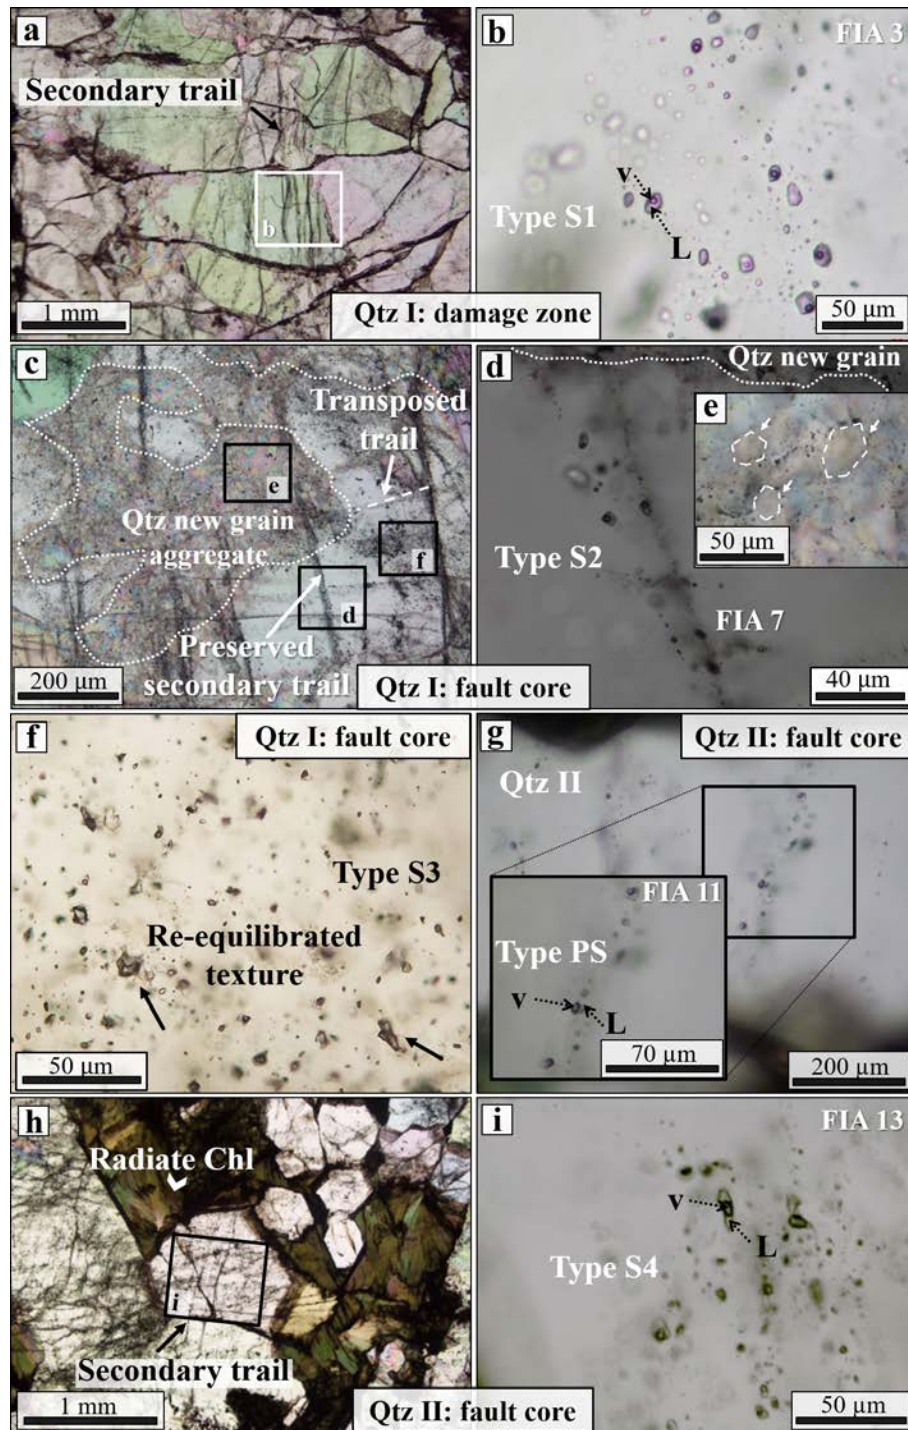 a
Secondary trail
b
1 mm
Qtz I: damage zone
b
FIA 3
v
Type S1
L
50 µm
c
Transposed
trail
e
Qtz new grain
aggregate
f
d
Preserved
secondary trail
200 µm
Qtz I: fault core
d
Qtz new grain
e
50 µm
Type S2
FIA 7
40 µm
f
Qtz I: fault core
Type S3
Re-equilibrated
texture
50 µm
g
Qtz II: fault core
Qtz II
FIA 11
Type PS
v
L
70 µm
200 µm
h
Radiate Chl
i
Secondary trail
1 mm
Qtz II: fault core
i
FIA 13
v
L
Type S4
50 µm